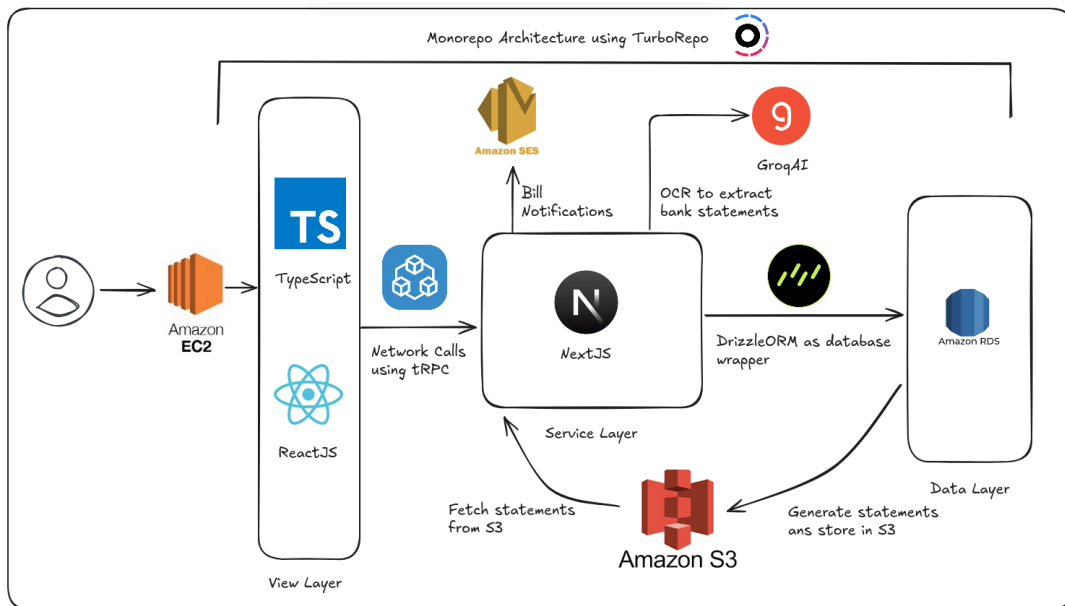 Monorepo Architecture using TurboRepo
Amazon SES
GroqAI
Bill
Notifications
OCR to extract
bank statements
TS
TypeScript
Amazon
EC2
Network Calls
using tRPC
N
NextJS
DrizzleORM as database
wrapper
Amazon RDS
ReactJS
Service Layer
Fetch statements
from S3
Amazon S3
Generate statements
ans store in S3
Data Layer
View Layer